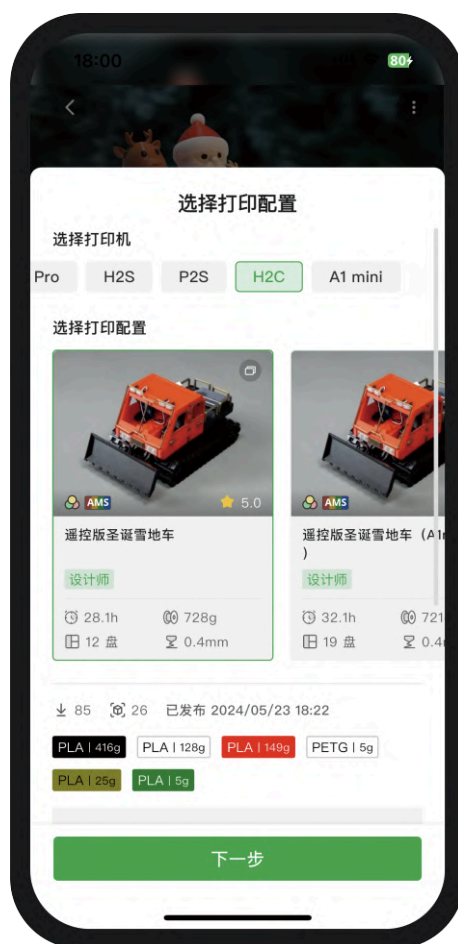 18:00 80
选择打印配置
选择打印机
Pro H2S P2S H2C A1 mini
选择打印配置
AMS 5.0 AMS
遥控版圣诞雪地车 遥控版圣诞雪地车（A1m
）
设计师 设计师
28.1h 728g 32.1h 721
12 盘 0.4mm 19 盘 0.4
85 26 已发布 2024/05/23 18:22
PLA | 416g PLA | 128g PLA | 149g PETG | 5g
PLA | 25g PLA | 5g
下一步